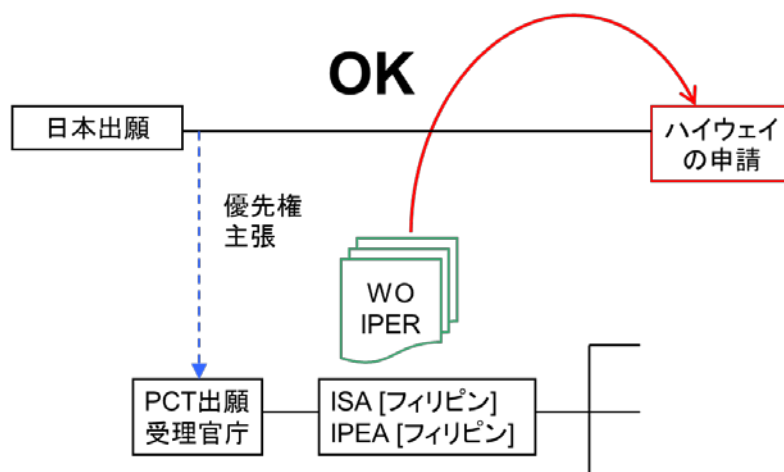 OK
日本出願
ハイウェイ
の申請
優先権
主張
WO
IPER
PCT出願
受理官庁
ISA [フィリピン]
IPEA [フィリピン]